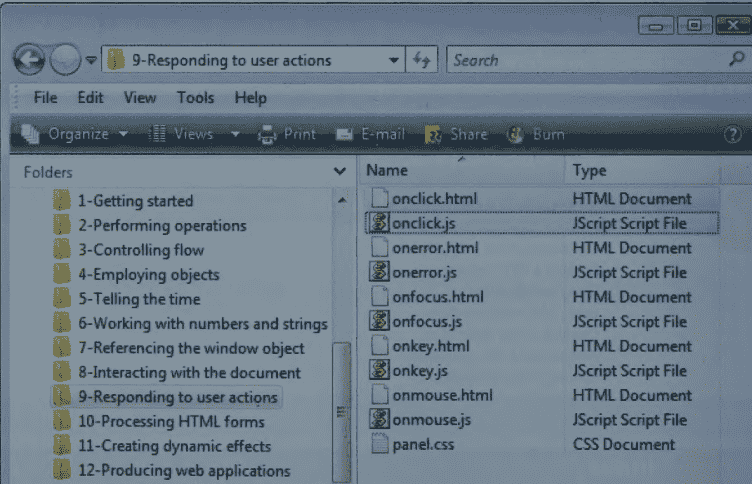 9-Responding to user actions Search
File Edit View Tools Help
Organize Views Print E-mail Share Burn ?
Folders
1-Getting started
2-Performing operations
3-Controlling flow
4-Employing objects
5-Telling the time
6-Working with numbers and strings
7-Referencing the window object
8-Interacting with the document
9-Responding to user actions
10-Processing HTML forms
11-Creating dynamic effects
12-Producing web applications
Name Type
onclick.html HTML Document
onclick.js JScript Script File
onerror.html HTML Document
onerror.js JScript Script File
onfocus.html HTML Document
onfocus.js JScript Script File
onkey.html HTML Document
onkey.js JScript Script File
onmouse.html HTML Document
onmouse.js JScript Script File
panel.css CSS Document